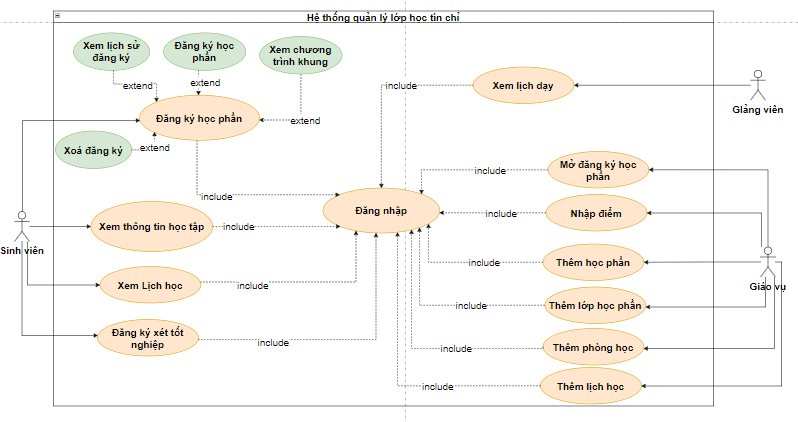 Hệ thống quản lý lớp học tín chỉ
Xem lịch sử
đăng ký
Đăng ký học
phần
Xem chương
trình khung
extend
extend
extend
Đăng ký học phần
Xoá đăng ký
extend
include
Xem lịch dạy
Giảng viên
include
Đăng nhập
include
Mở đăng ký học
phần
include
Nhập điểm
Xem thông tin học tập
include
Sinh viên
include
Thêm học phần
Giáo vụ
Xem Lịch học
include
include
Thêm lớp học phần
Đăng ký xét tốt
nghiệp
include
include
Thêm phòng học
include
Thêm lịch học